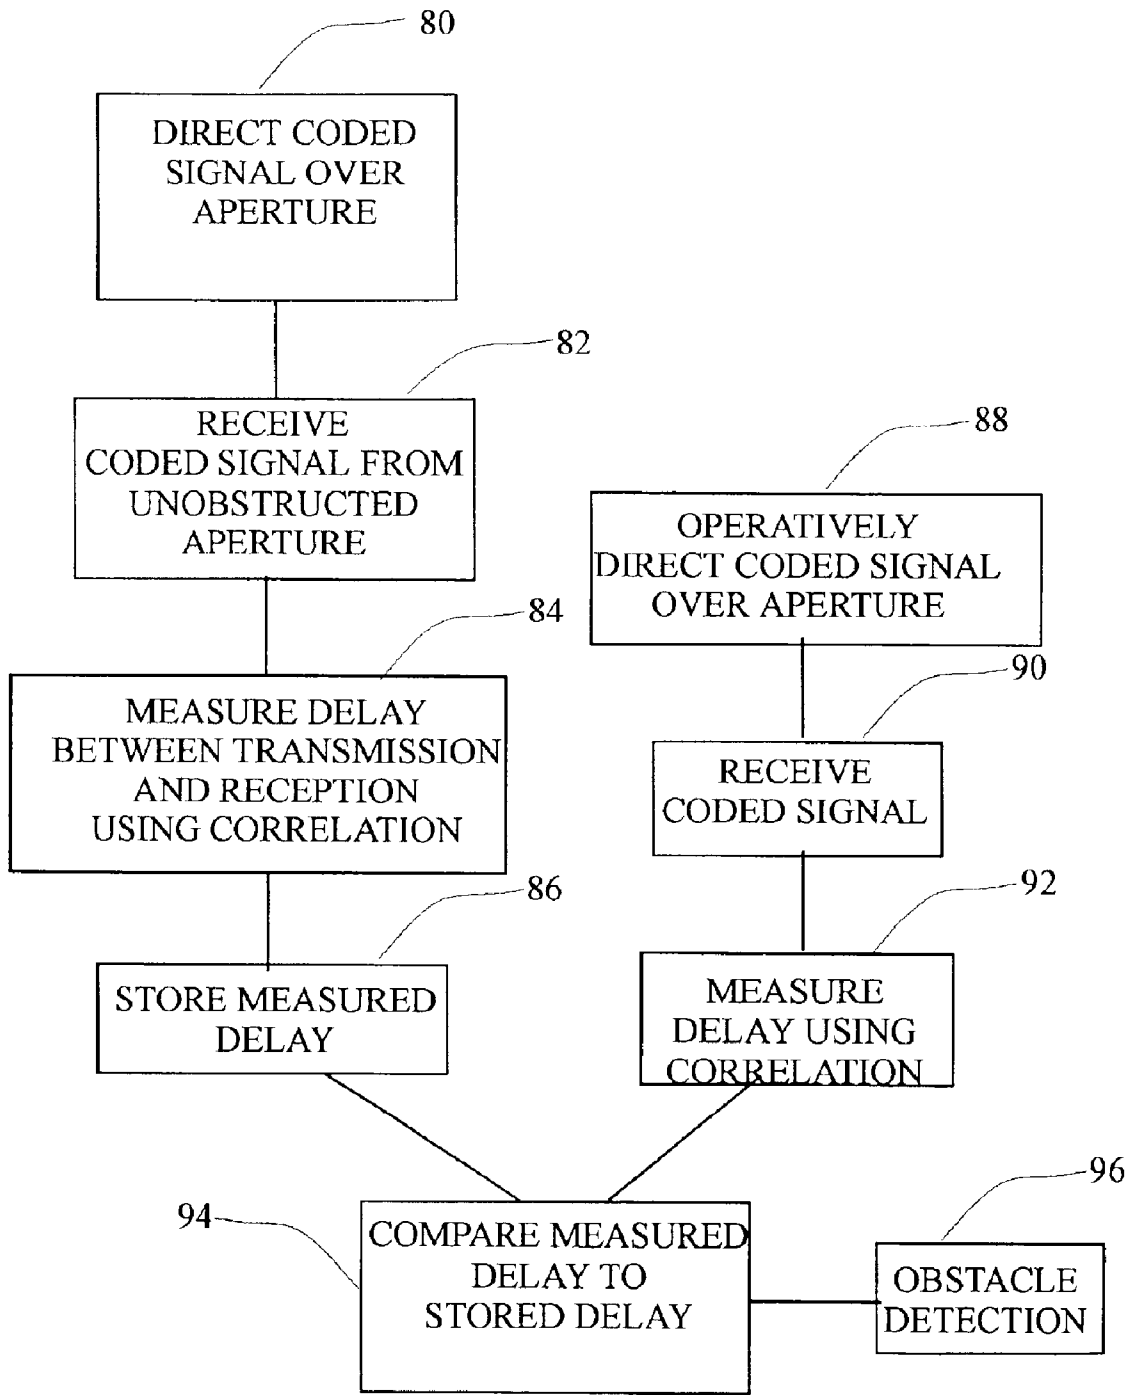 80
DIRECT CODED
SIGNAL OVER
APERTURE
82
RECEIVE
CODED SIGNAL FROM
UNOBSTRUCTED
APERTURE
84
MEASURE DELAY
BETWEEN TRANSMISSION
AND RECEPTION
USING CORRELATION
86
STORE MEASURED
DELAY
88
OPERATIVELY
DIRECT CODED SIGNAL
OVER APERTURE
90
RECEIVE
CODED SIGNAL
92
MEASURE
DELAY USING
CORRELATION
94
COMPARE MEASURED
DELAY TO
STORED DELAY
96
OBSTACLE
DETECTION